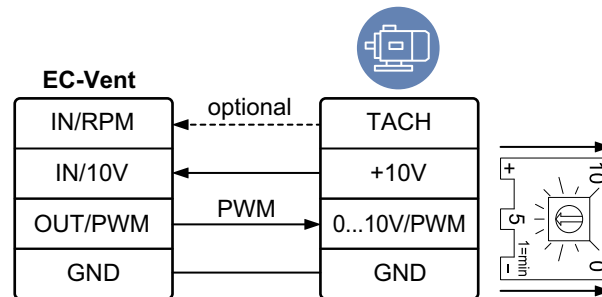 EC-Vent
optional
IN/RPM
TACH
IN/10V
+10V
PWM
OUT/PWM
0...10V/PWM
GND
GND
+
5
-
10
1=min
0